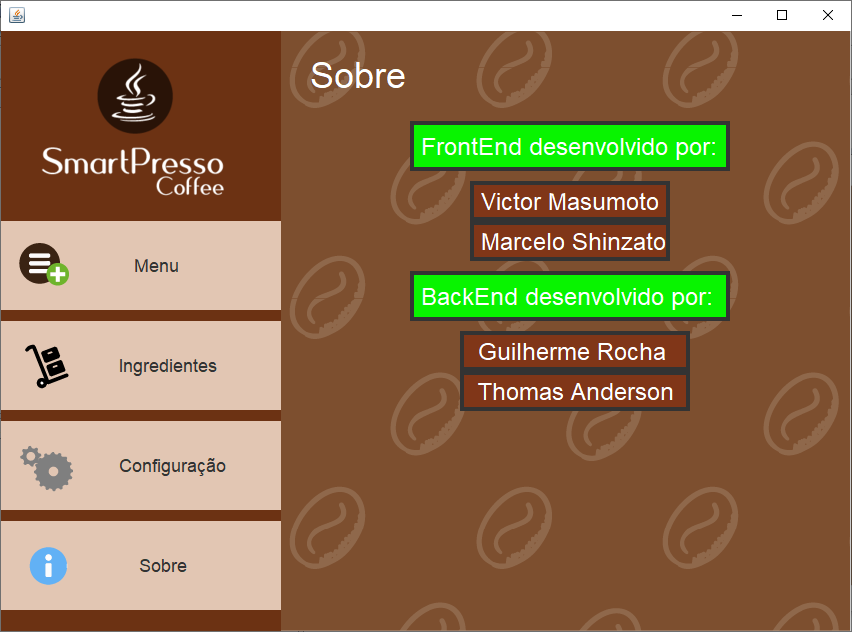 SmartPresso
Coffee
Menu
Ingredientes
Configuração
Sobre
Sobre
FrontEnd desenvolvido por:
Victor Masumoto
Marcelo Shinzato
BackEnd desenvolvido por:
Guilherme Rocha
Thomas Anderson